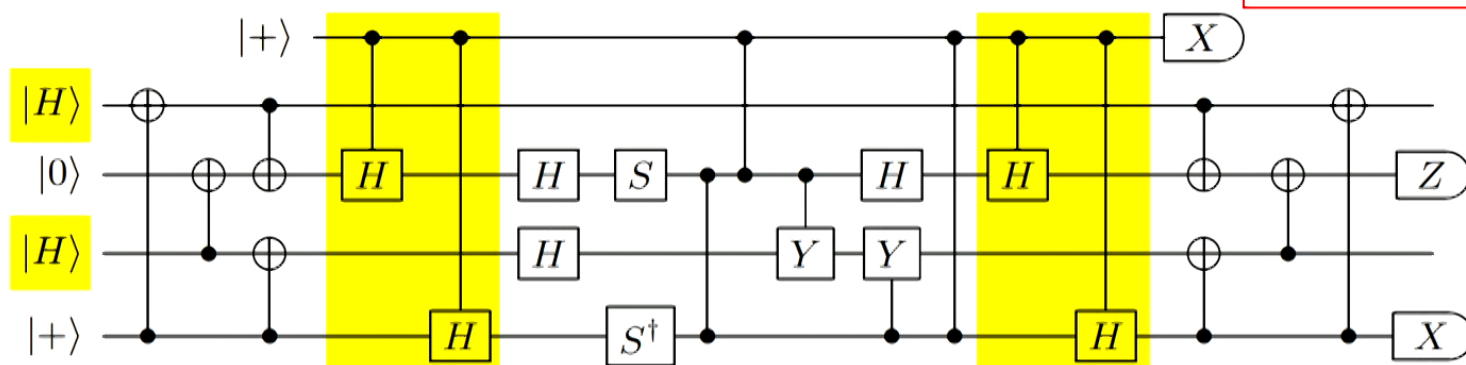 |+⟩ X
|H⟩
|0⟩ H H S H H Z
|H⟩ H Y Y
|+⟩ H S† H X